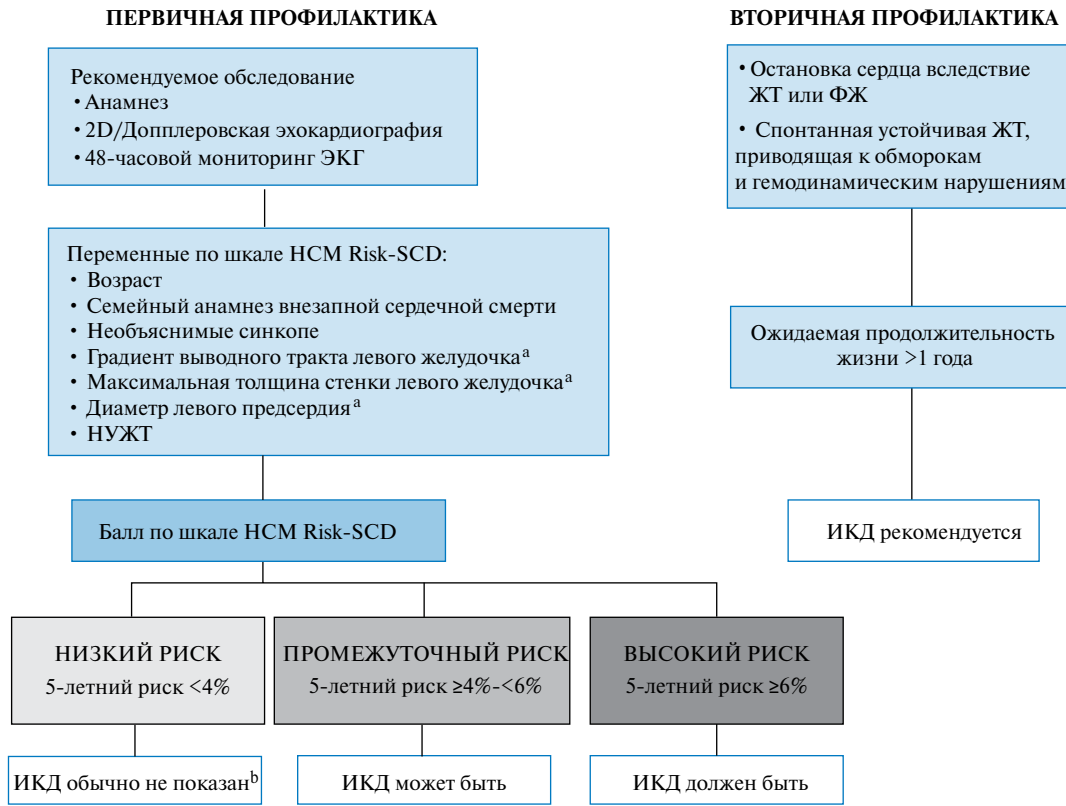 ПЕРВИЧНАЯ ПРОФИЛАКТИКА
Рекомендуемое обследование
• Анамнез
• 2D/Допплеровская эхокардиография
• 48-часовой мониторинг ЭКГ
Переменные по шкале HCM Risk-SCD:
• Возраст
• Семейный анамнез внезапной сердечной смерти
• Необъяснимые синкопе
• Градиент выводного тракта левого желудочкаᵃ
• Максимальная толщина стенки левого желудочкаᵃ
• Диаметр левого предсердияᵃ
• НУЖТ
Балл по шкале HCM Risk-SCD
НИЗКИЙ РИСК
5-летний риск <4%
ПРОМЕЖУТОЧНЫЙ РИСК
5-летний риск ≥4%-<6%
ВЫСОКИЙ РИСК
5-летний риск ≥6%
ИКД обычно не показанᵇ
ИКД может быть
ИКД должен быть
ВТОРИЧНАЯ ПРОФИЛАКТИКА
• Остановка сердца вследствие
ЖТ или ФЖ
• Спонтанная устойчивая ЖТ,
приводящая к обморокам
и гемодинамическим нарушениям
Ожидаемая продолжительность
жизни >1 года
ИКД рекомендуется